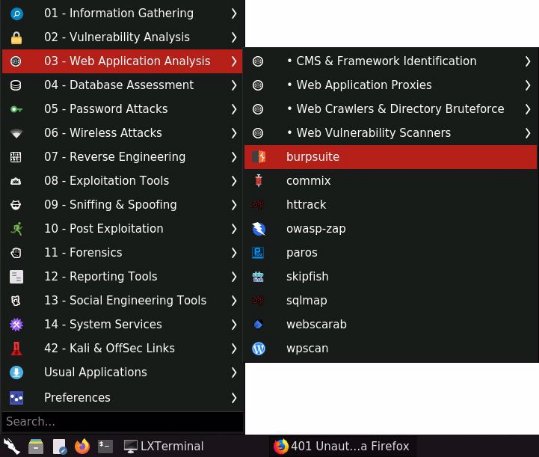 01 - Information Gathering
02 - Vulnerability Analysis
03 - Web Application Analysis
04 - Database Assessment
05 - Password Attacks
06 - Wireless Attacks
07 - Reverse Engineering
08 - Exploitation Tools
09 - Sniffing & Spoofing
10 - Post Exploitation
11 - Forensics
12 - Reporting Tools
13 - Social Engineering Tools
14 - System Services
42 - Kali & OffSec Links
Usual Applications
Preferences
Search...
• CMS & Framework Identification
• Web Application Proxies
• Web Crawlers & Directory Bruteforce
• Web Vulnerability Scanners
burpsuite
commix
httrack
owasp-zap
paros
skipfish
sqlmap
webscarab
wpscan
LXTerminal
401 Unaut...a Firefox